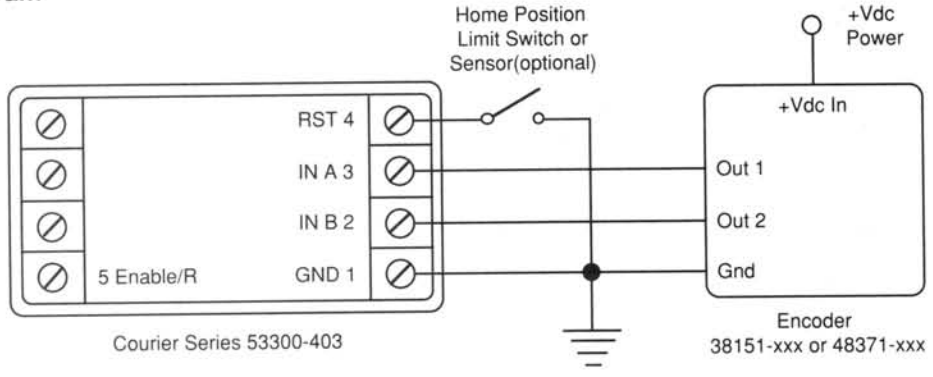 Home Position
Limit Switch or
Sensor(optional)
+Vdc
Power
+Vdc In
RST 4
IN A 3
IN B 2
5 Enable/R
GND 1
Out 1
Out 2
Gnd
Courier Series 53300-403
Encoder
38151-xxx or 48371-xxx